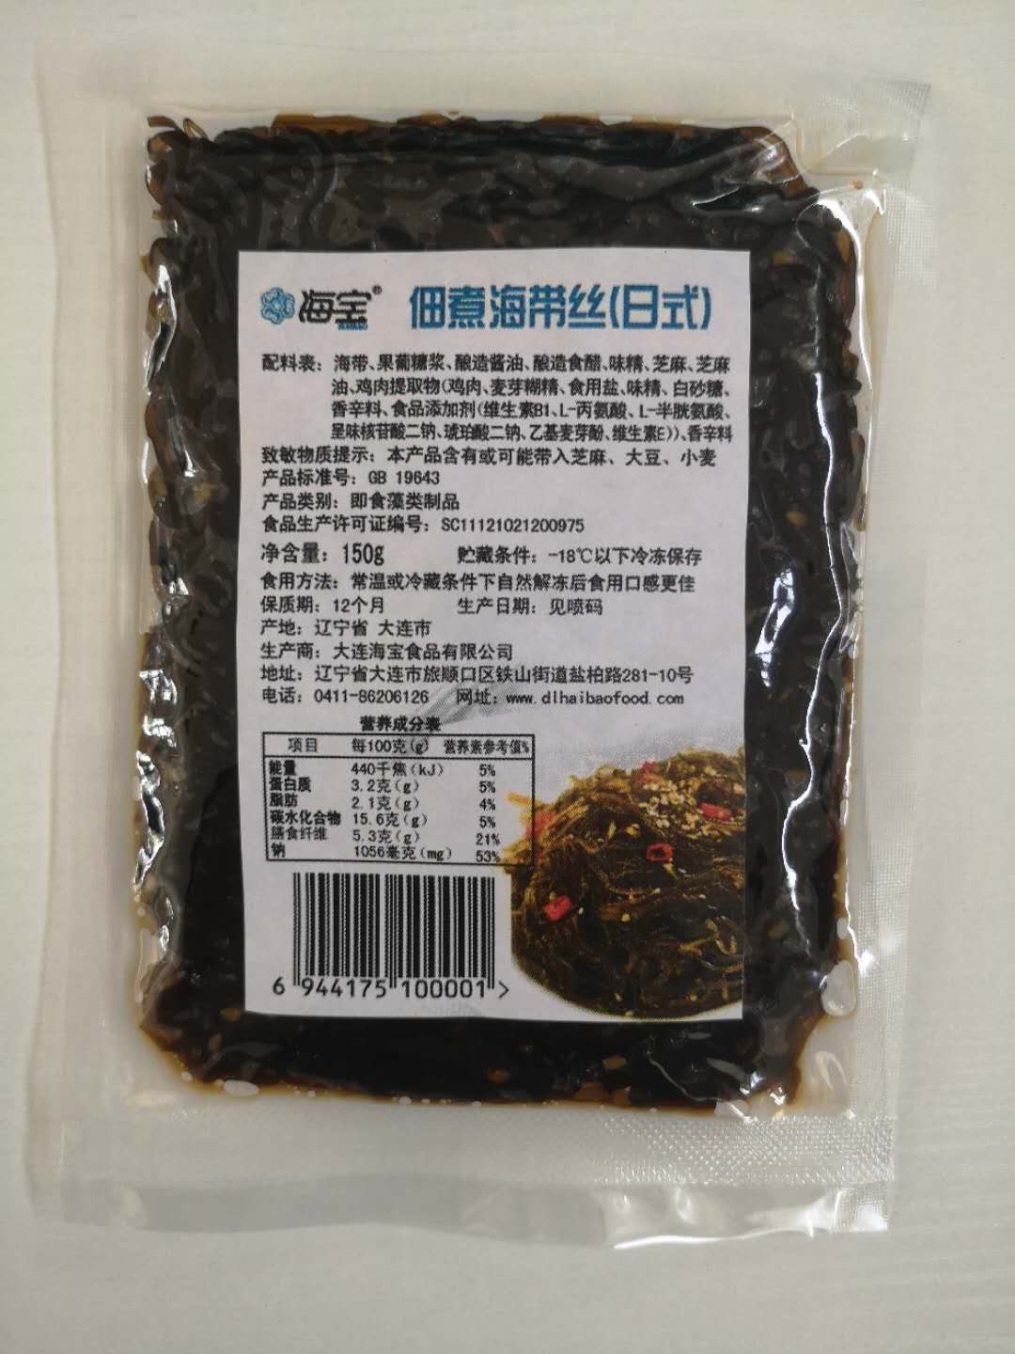 海宝® 佃煮海带丝(日式)
配料表：海带、果葡糖浆、酿造酱油、酿造食醋、味精、芝麻、芝麻
油、鸡肉提取物(鸡肉、麦芽糊精、食用盐、味精、白砂糖、
香辛料、食品添加剂(维生素B1、L-丙氨酸、L-半胱氨酸、
呈味核苷酸二钠、琥珀酸二钠、乙基麦芽酚、维生素E))、香辛料
致敏物质提示：本产品含有或可能带入芝麻、大豆、小麦
产品标准号：GB 19643
产品类别：即食藻类制品
食品生产许可证编号：SC11121021200975
净含量：150g 贮藏条件：-18℃以下冷冻保存
食用方法：常温或冷藏条件下自然解冻后食用口感更佳
保质期：12个月 生产日期：见喷码
产地：辽宁省 大连市
生产商：大连海宝食品有限公司
地址：辽宁省大连市旅顺口区铁山街道盐柏路281-10号
电话：0411-86206126 网址：www.dlhaibaofood.com
营养成分表
项目 每100克(g) 营养素参考值%
能量 440千焦(kJ) 5%
蛋白质 3.2克(g) 5%
脂肪 2.1克(g) 4%
碳水化合物 15.6克(g) 5%
膳食纤维 5.3克(g) 21%
钠 1056毫克(mg) 53%
6 944175 100001 >